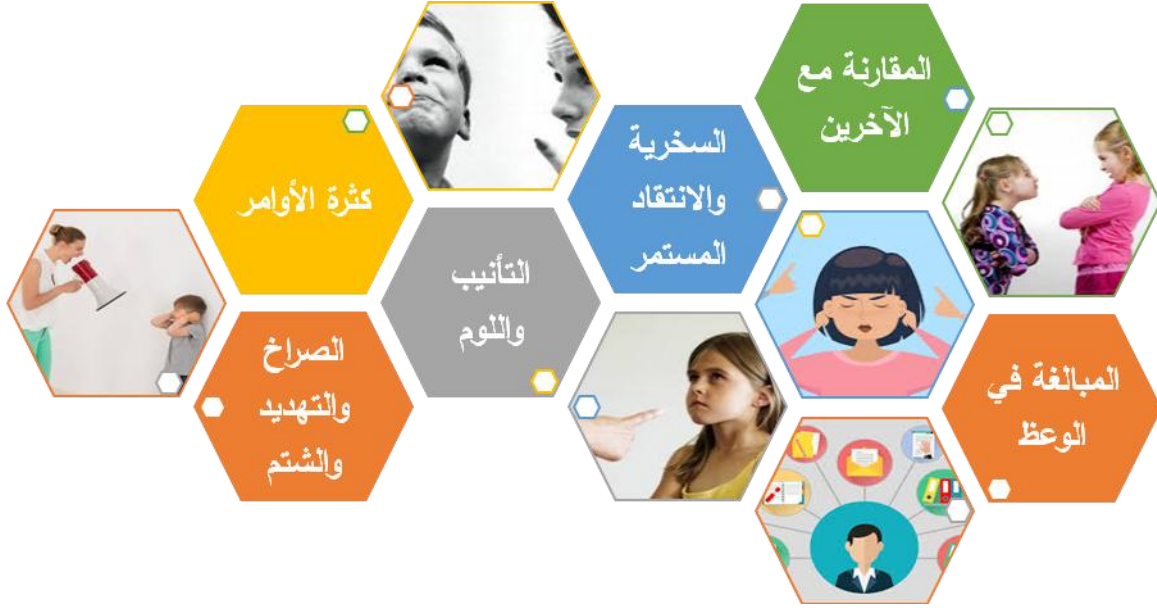 المقارنة مع
الآخرين
السخرية
والانتقاد
المستمر
كثرة الأوامر
التأنيب
واللوم
الصراخ
والتهديد
والشتم
المبالغة في
الوعظ